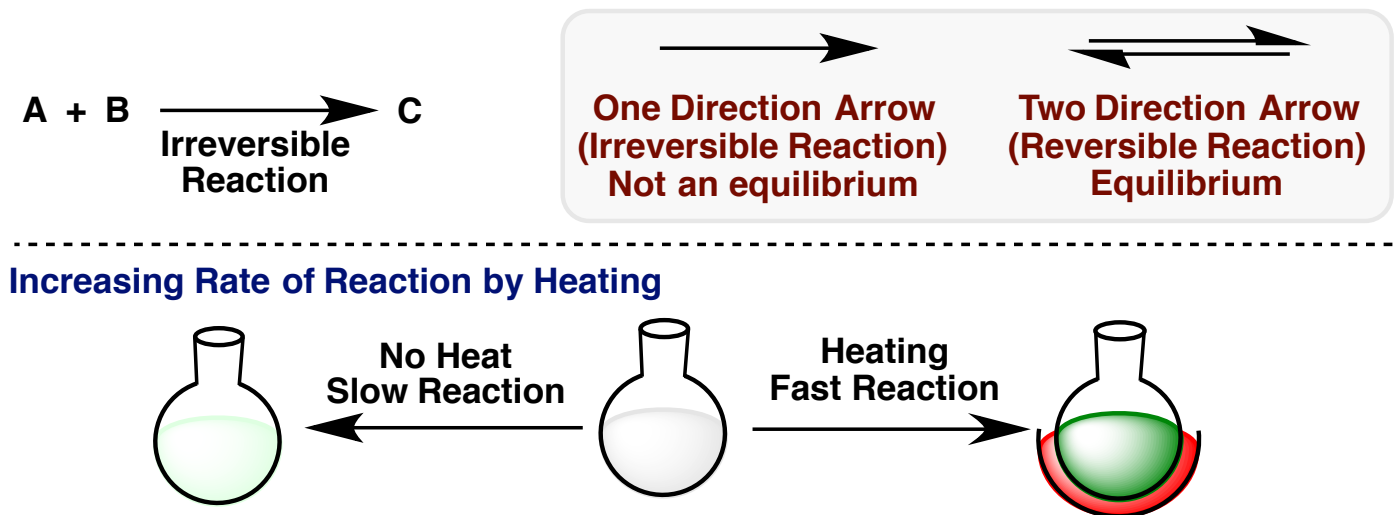 A + B
C
Irreversible
Reaction
One Direction Arrow
(Irreversible Reaction)
Not an equilibrium
Two Direction Arrow
(Reversible Reaction)
Equilibrium
Increasing Rate of Reaction by Heating
No Heat
Slow Reaction
Heating
Fast Reaction